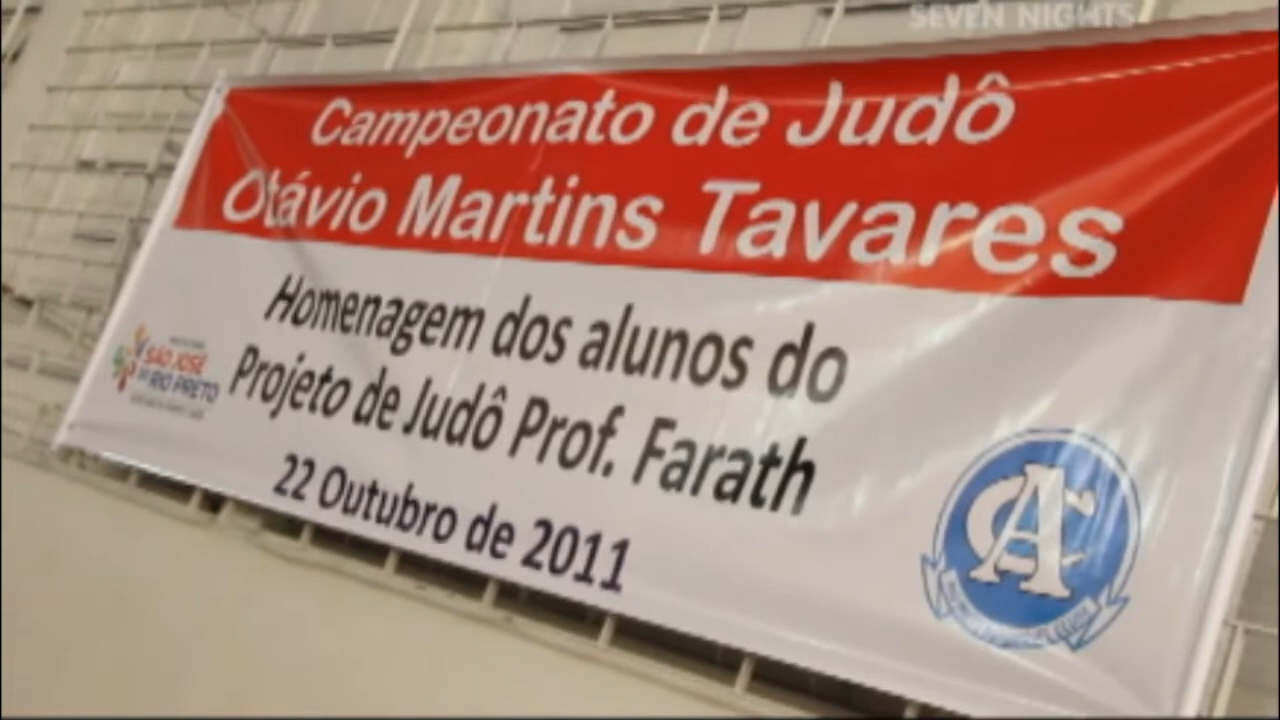 SEVEN NIGHTS
Campeonato de Judô
Otávio Martins Tavares
Homenagem dos alunos do
Projeto de Judô Prof. Farath
22 Outubro de 2011
SÃO JOSÉ
DO RIO PRETO
AC